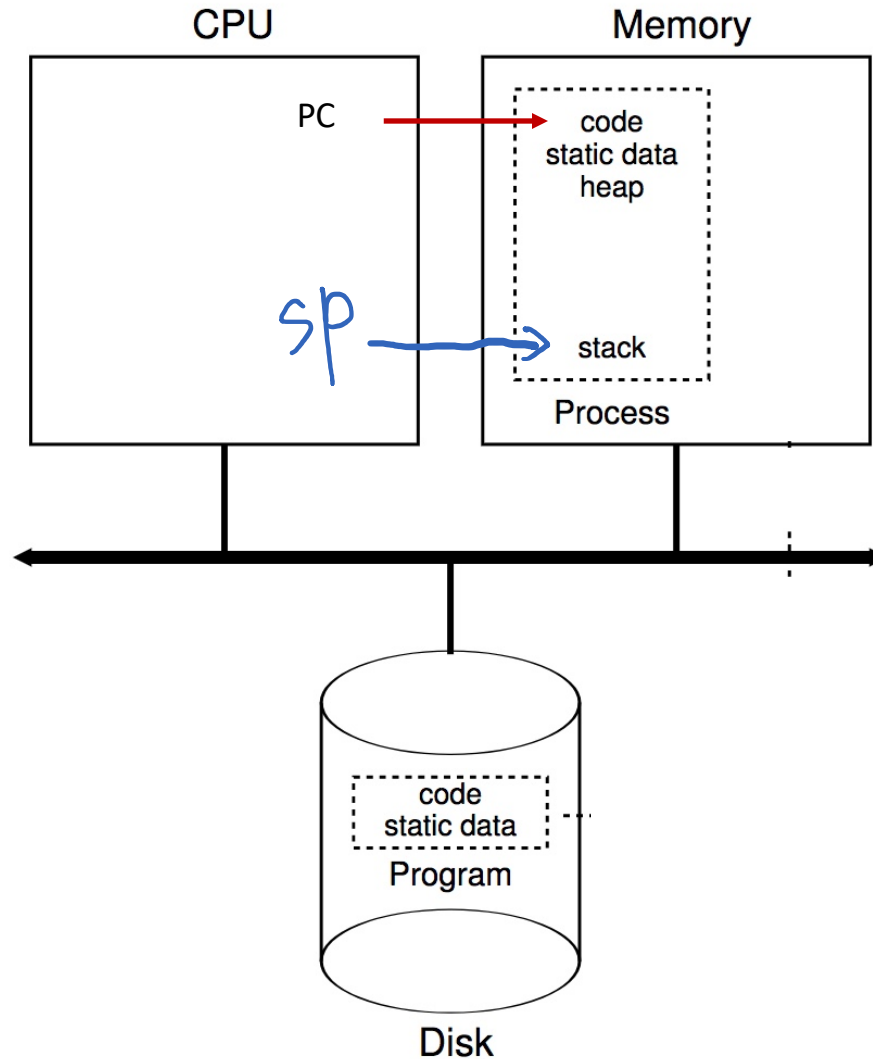 CPU
Memory
PC
code
static data
heap
sp
stack
Process
code
static data
Program
Disk